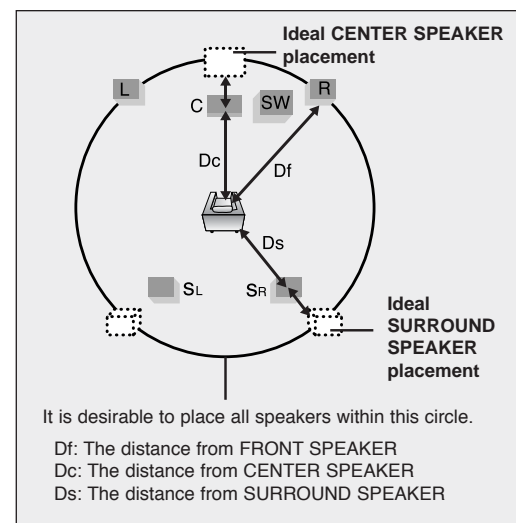 Ideal CENTER SPEAKER
placement
L
R
C
SW
Dc
Df
Ds
SL
SR
Ideal
SURROUND
SPEAKER
placement
It is desirable to place all speakers within this circle.
Df: The distance from FRONT SPEAKER
Dc: The distance from CENTER SPEAKER
Ds: The distance from SURROUND SPEAKER